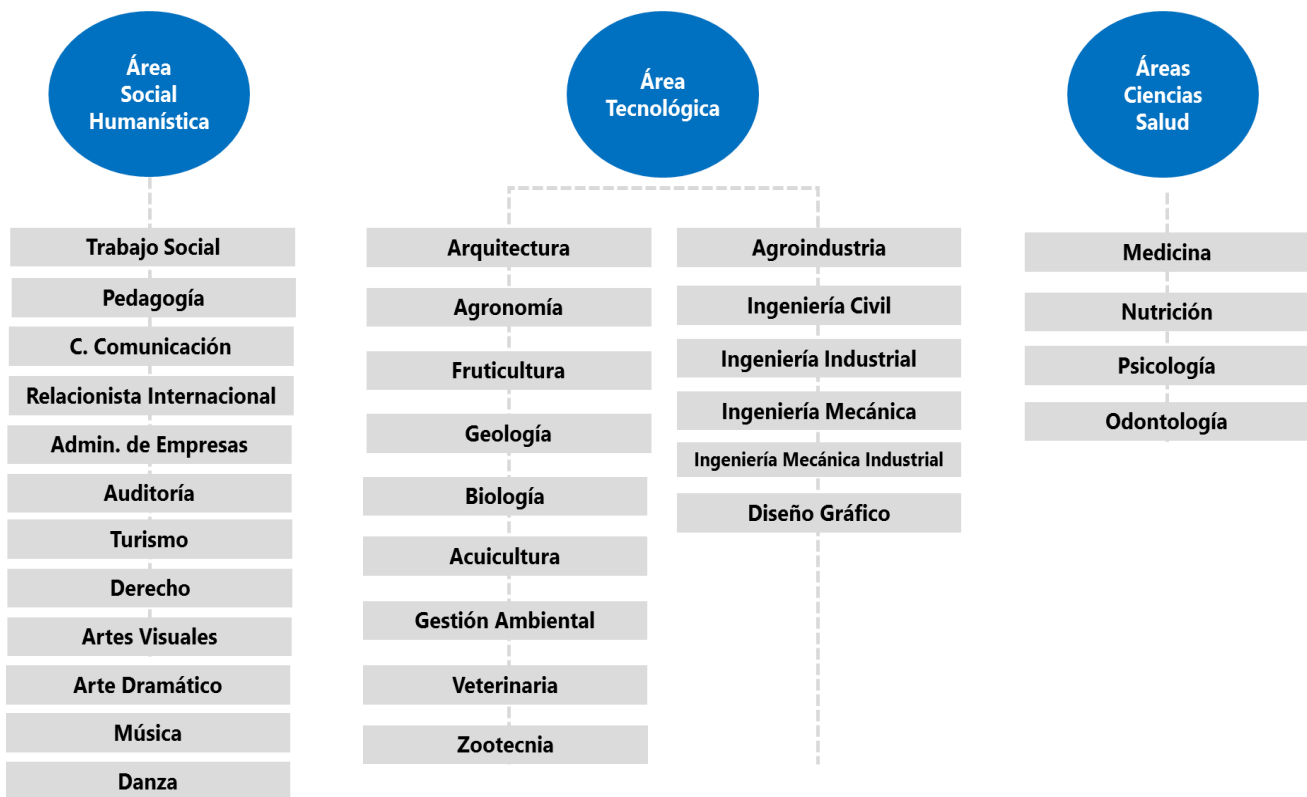 Área
Social
Humanística
Trabajo Social
Pedagogía
C. Comunicación
Relacionista Internacional
Admin. de Empresas
Auditoría
Turismo
Derecho
Artes Visuales
Arte Dramático
Música
Danza
Área
Tecnológica
Arquitectura
Agronomía
Fruticultura
Geología
Biología
Acuicultura
Gestión Ambiental
Veterinaria
Zootecnia
Agroindustria
Ingeniería Civil
Ingeniería Industrial
Ingeniería Mecánica
Ingeniería Mecánica Industrial
Diseño Gráfico
Áreas
Ciencias
Salud
Medicina
Nutrición
Psicología
Odontología